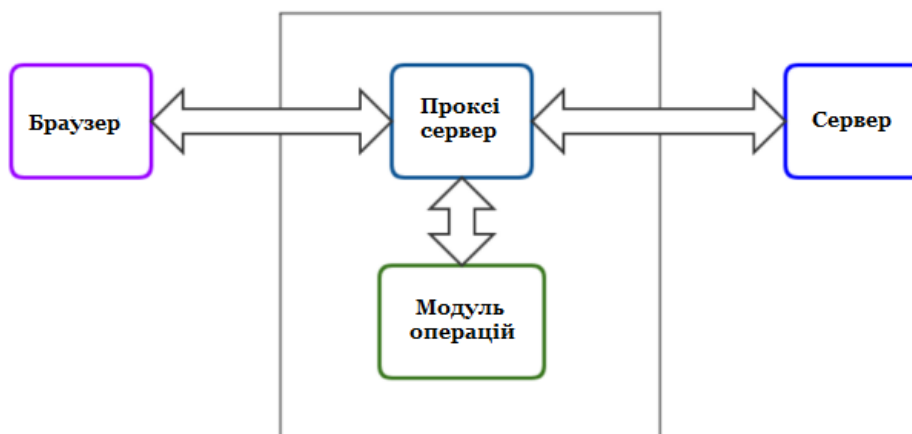 Браузер
Проксі
сервер
Сервер
Модуль
операцій